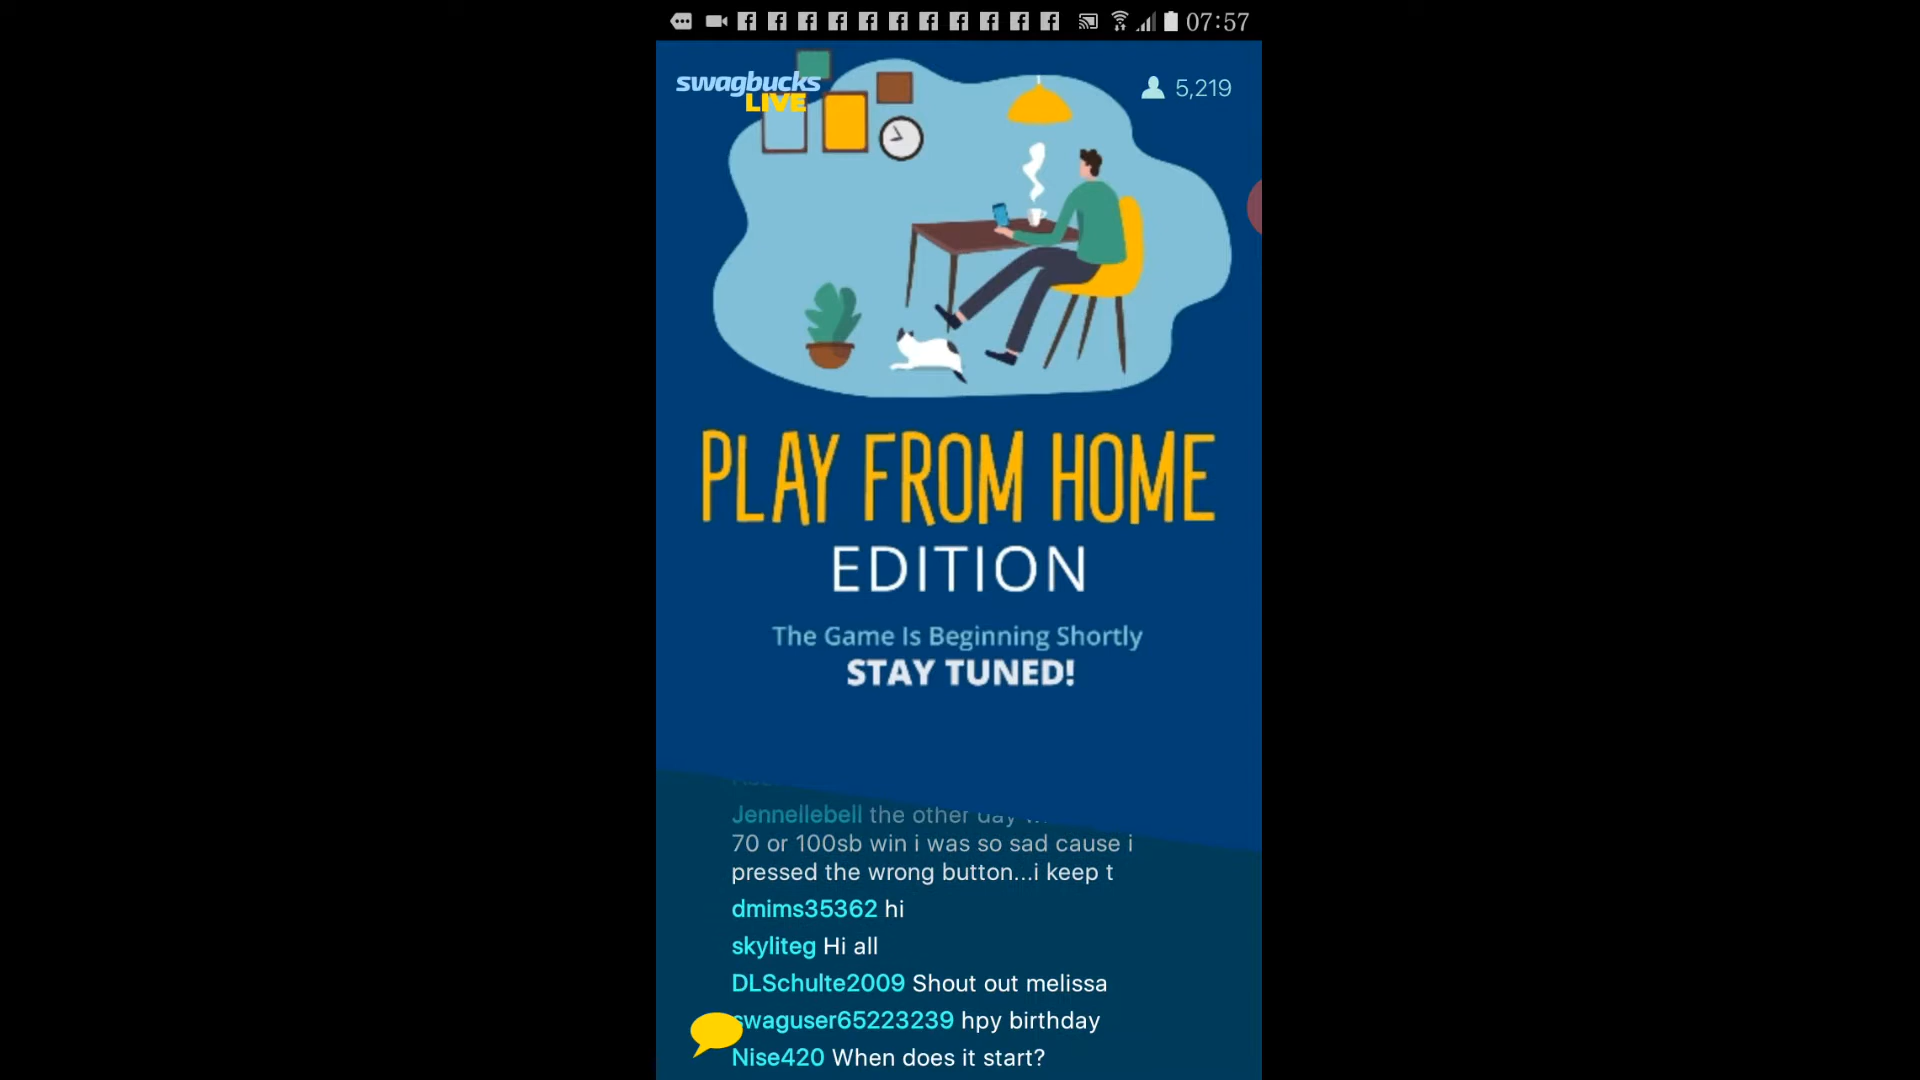 07:57
swagbucks
LIVE
5,219
PLAY FROM HOME
EDITION
The Game Is Beginning Shortly
STAY TUNED!
Jennellebell the other day
70 or 100sb win i was so sad cause i
pressed the wrong button...i keep t
dmims35362 hi
skyliteg Hi all
DLSchulte2009 Shout out melissa
swaguser65223239 hpy birthday
Nise420 When does it start?